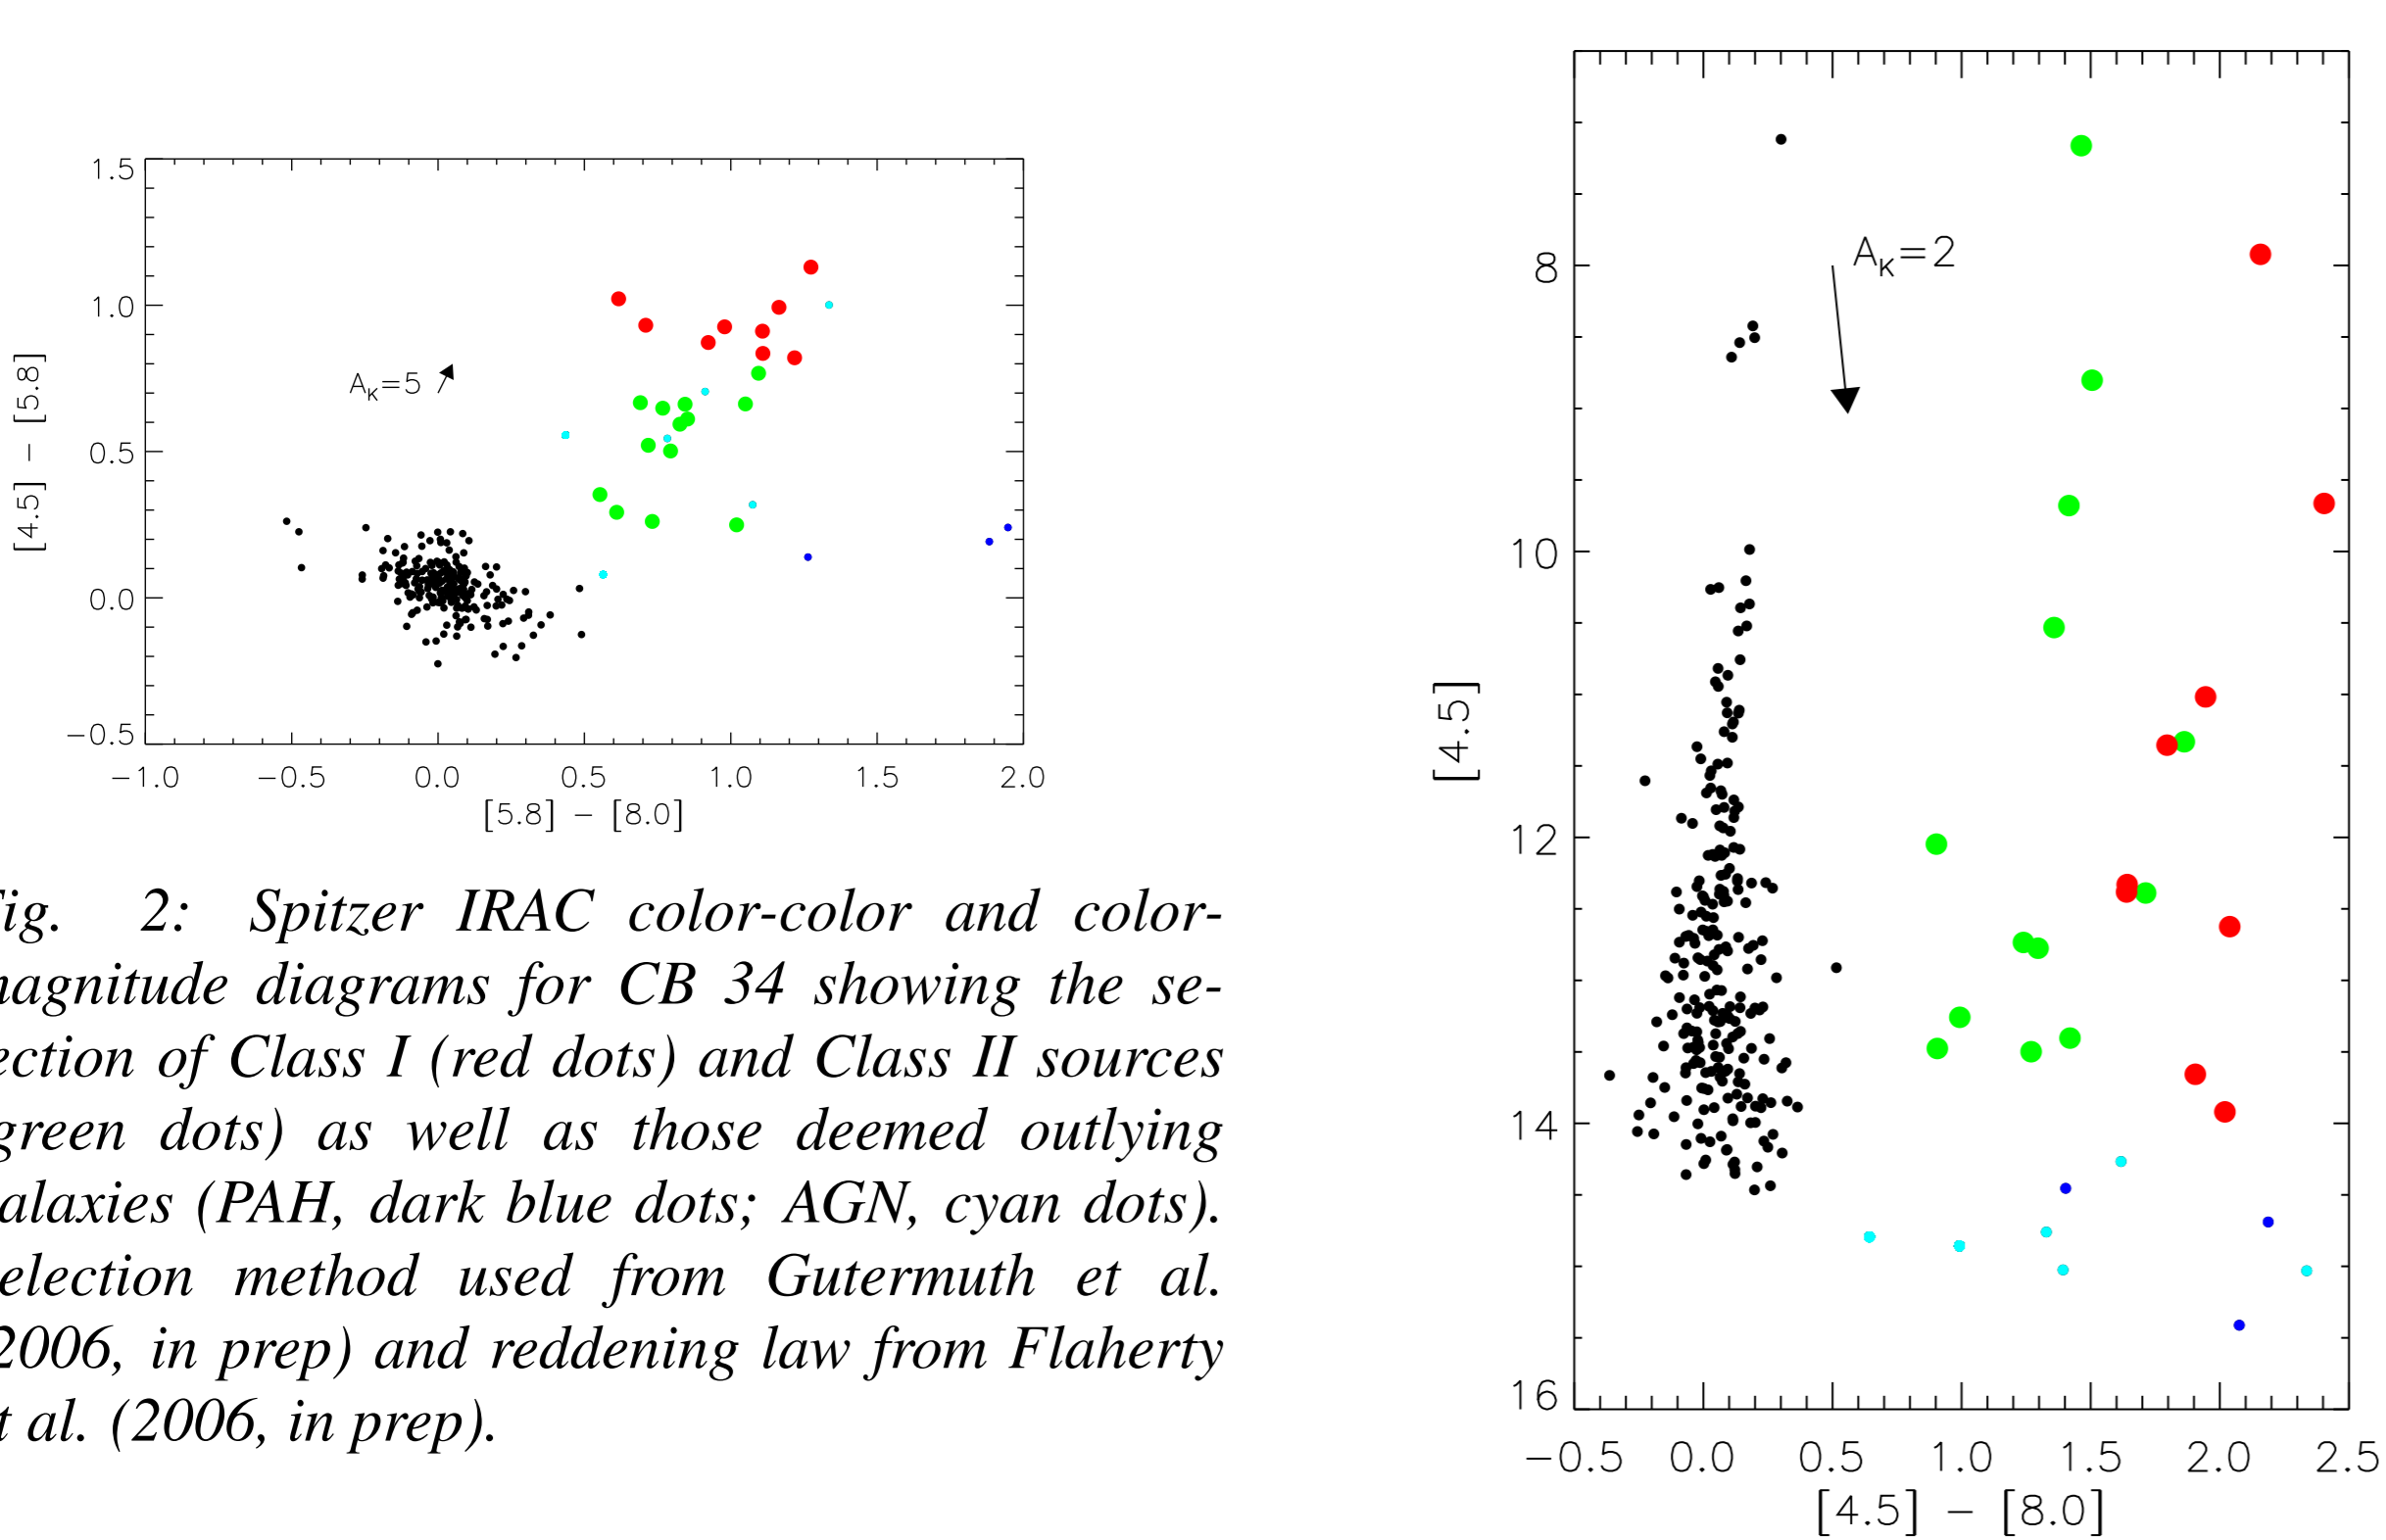 1.5
1.0
0.5
0.0
−0.5
[4.5] − [5.8]
A_K=5
−1.0 −0.5 0.0 0.5 1.0 1.5 2.0
[5.8] − [8.0]
ig. 2: Spitzer IRAC color-color and color-
agnitude diagrams for CB 34 showing the se-
ection of Class I (red dots) and Class II sources
green dots) as well as those deemed outlying
alaxies (PAH, dark blue dots; AGN, cyan dots).
election method used from Gutermuth et al.
2006, in prep) and reddening law from Flaherty
t al. (2006, in prep).
8
10
12
14
16
[4.5]
A_K=2
−0.5 0.0 0.5 1.0 1.5 2.0 2.5
[4.5] − [8.0]